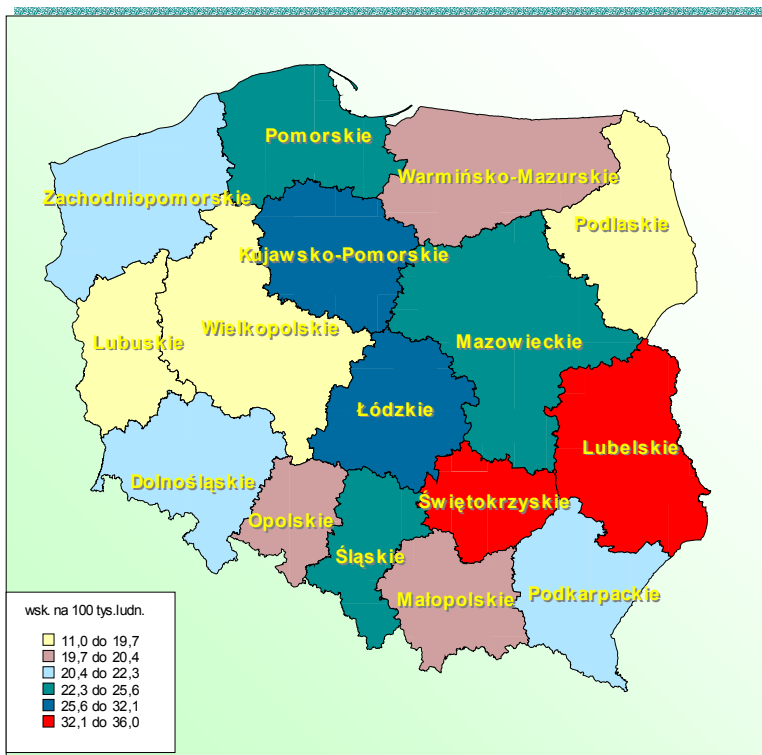 Pomorskie
Warmińsko-Mazurskie
Zachodniopomorskie
Podlaskie
Kujawsko-Pomorskie
Wielkopolskie
Mazowieckie
Lubuskie
Łódzkie
Lubelskie
Dolnośląskie
Świętokrzyskie
Opolskie
Śląskie
Podkarpackie
Małopolskie
wsk. na 100 tys.ludn.
11,0 do 19,7
19,7 do 20,4
20,4 do 22,3
22,3 do 25,6
25,6 do 32,1
32,1 do 36,0